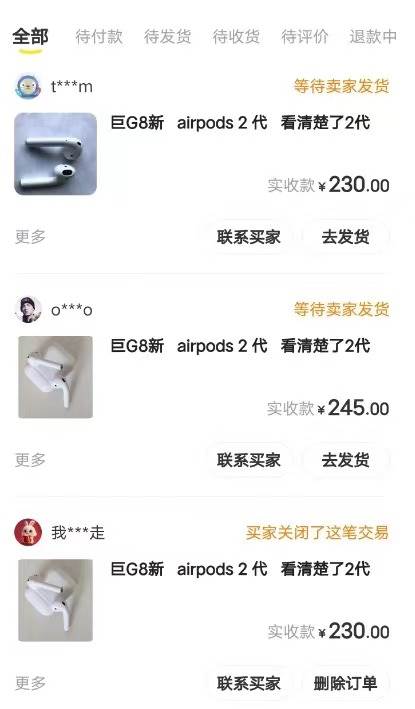 全部 待付款 待发货 待收货 待评价 退款中
t***m 等待卖家发货
巨G8新 airpods 2 代 看清楚了2代
实收款¥230.00
更多 联系买家 去发货
o***o 等待卖家发货
巨G8新 airpods 2 代 看清楚了2代
实收款¥245.00
更多 联系买家 去发货
我***走 买家关闭了这笔交易
巨G8新 airpods 2 代 看清楚了2代
实收款¥230.00
更多 联系买家 删除订单